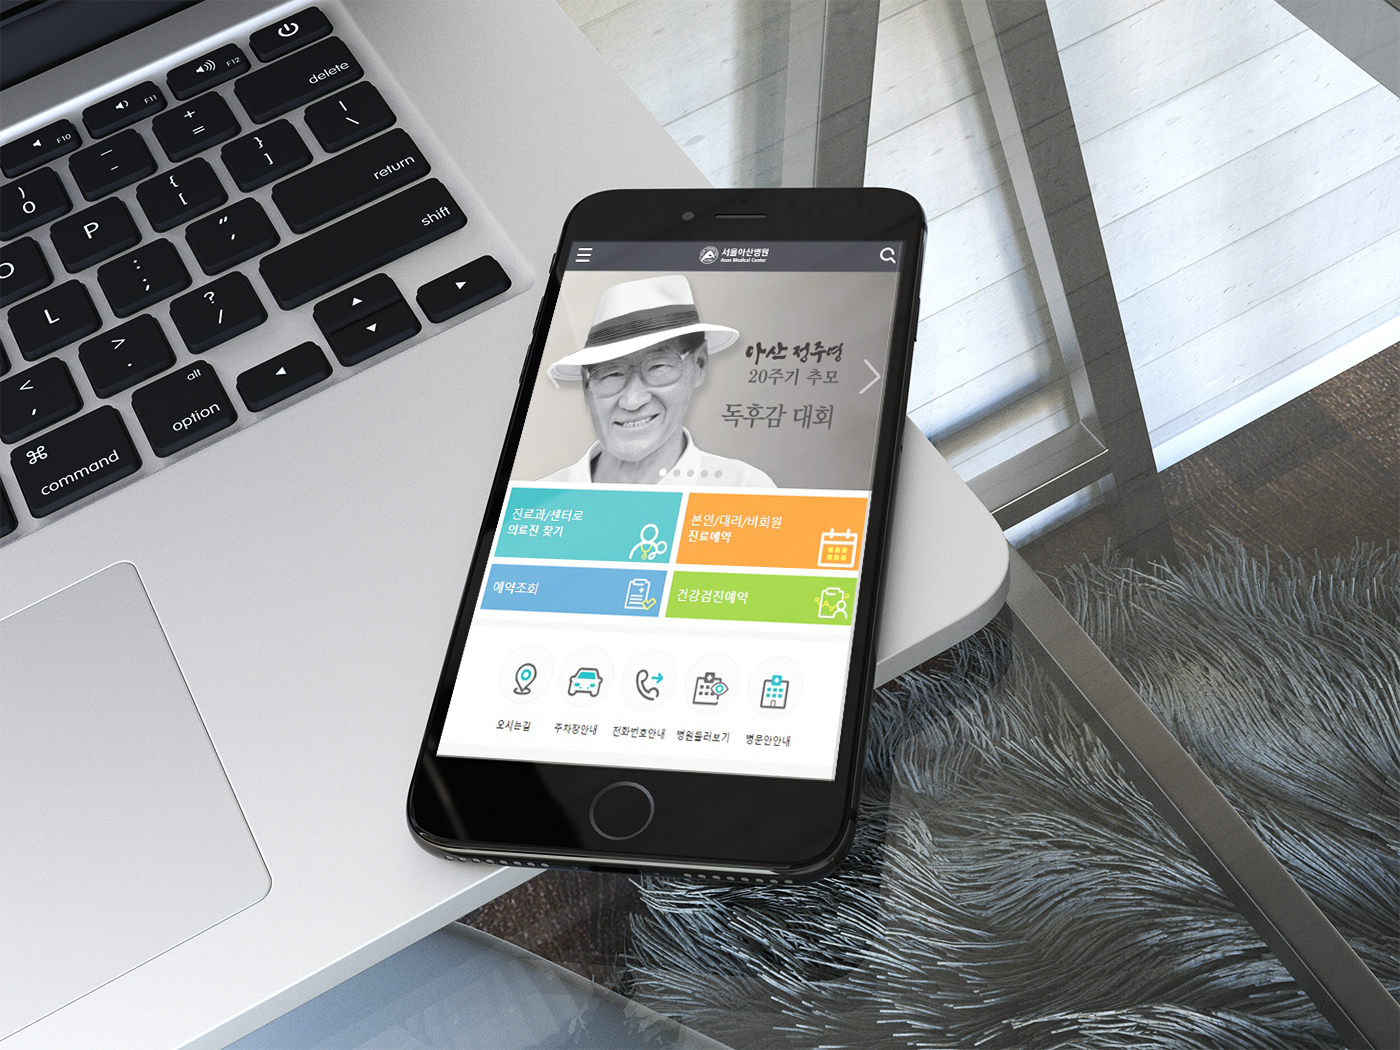 F10
F11
F12
delete
+
=
|
\
)
0
_
-
{
[
}
]
return
P
"
'
shift
O
:
;
?
/
L
>
.
<
,
alt
option
⌘
command
서울아산병원
Asan Medical Center
아산 정주영
20주기 추모
독후감 대회
진료과/센터로
의료진 찾기
본인/대리/비회원
진료예약
예약조회
건강검진예약
오시는길
주차장안내
전화번호안내
병원둘러보기
병문안안내